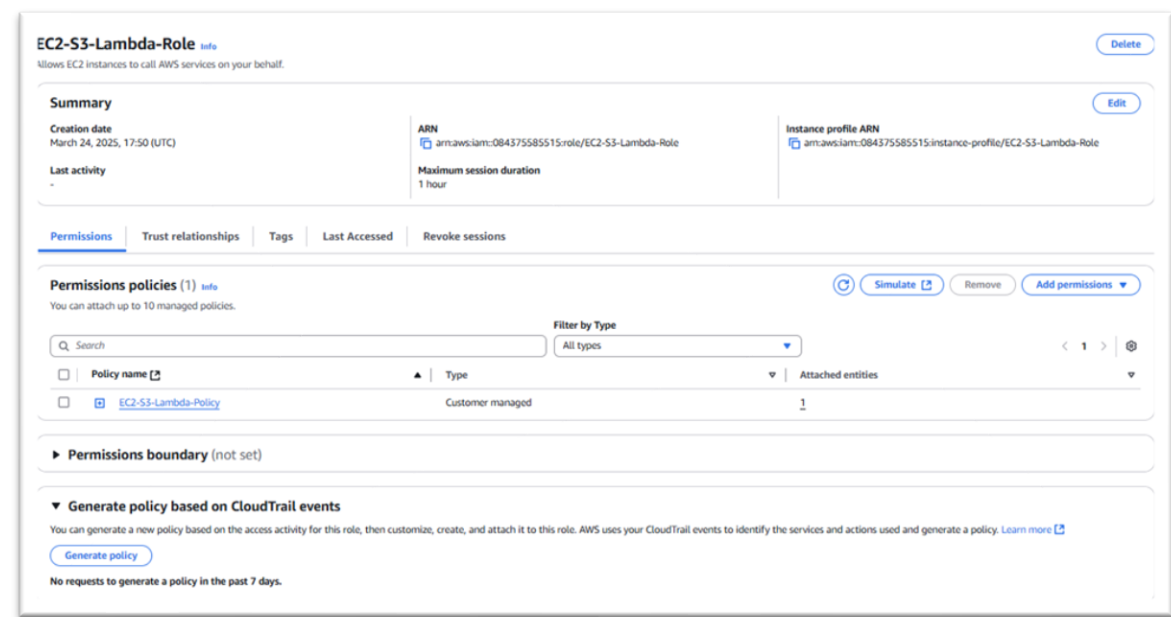 EC2-S3-Lambda-Role Info
Delete
Allows EC2 instances to call AWS services on your behalf.
Summary
Edit
Creation date
March 24, 2025, 17:50 (UTC)
ARN
arn:aws:iam::084375585515:role/EC2-S3-Lambda-Role
Instance profile ARN
arn:aws:iam::084375585515:instance-profile/EC2-S3-Lambda-Role
Last activity
-
Maximum session duration
1 hour
Permissions Trust relationships Tags Last Accessed Revoke sessions
Permissions policies (1) Info
Simulate Remove Add permissions
You can attach up to 10 managed policies.
Filter by Type
Search
All types
1
Policy name Type Attached entities
EC2-S3-Lambda-Policy Customer managed 1
Permissions boundary (not set)
Generate policy based on CloudTrail events
You can generate a new policy based on the access activity for this role, then customize, create, and attach it to this role. AWS uses your CloudTrail events to identify the services and actions used and generate a policy. Learn more
Generate policy
No requests to generate a policy in the past 7 days.